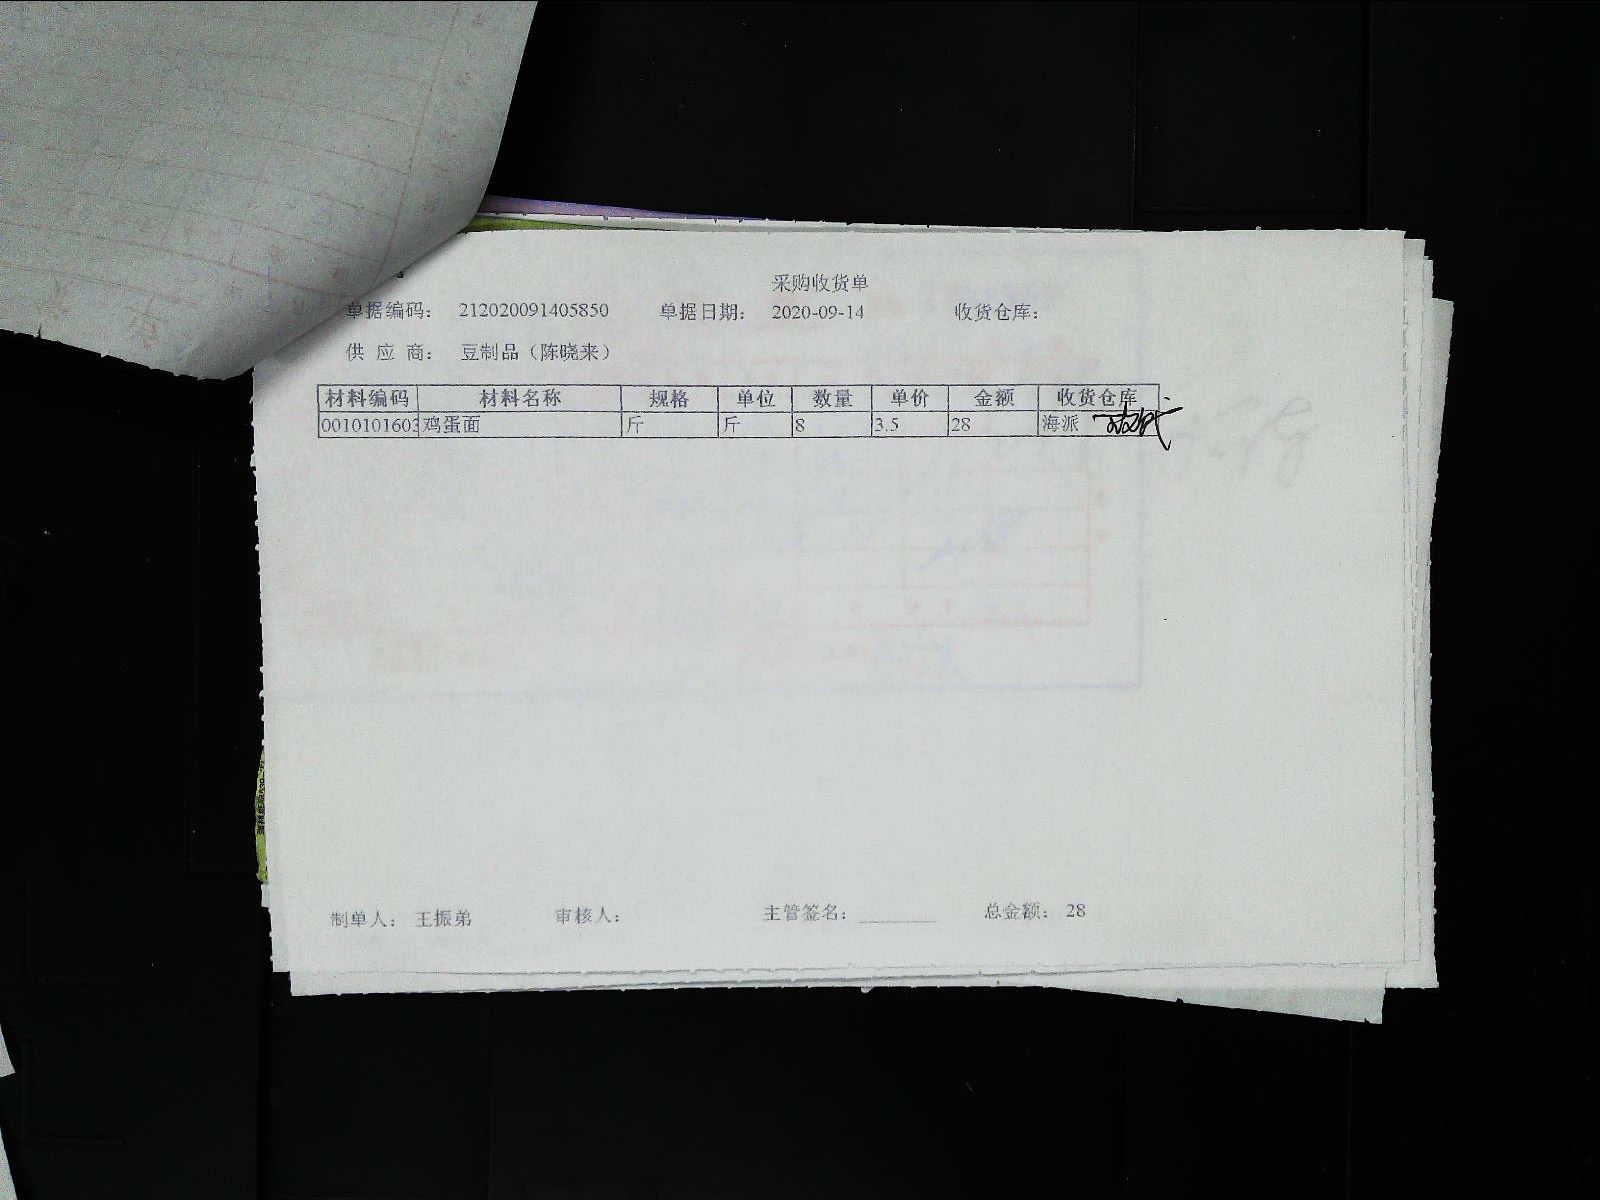 采购收货单
单据编码： 212020091405850 单据日期： 2020-09-14 收货仓库：
供 应 商： 豆制品（陈晓来）
材料编码 材料名称 规格 单位 数量 单价 金额 收货仓库
0010101603 鸡蛋面 斤 斤 8 3.5 28 海派
制单人： 王振弟 审核人： 主管签名： 总金额： 28